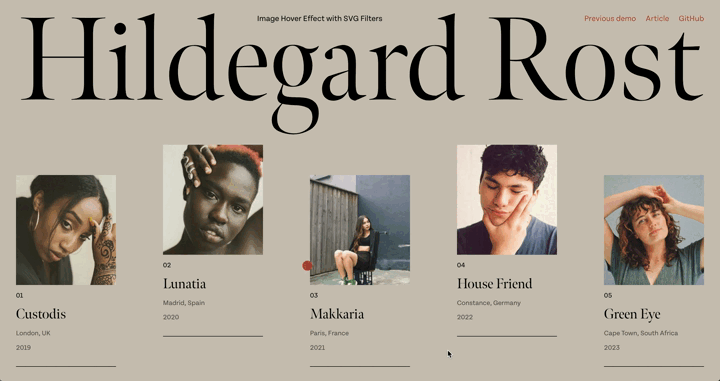 Image Hover Effect with SVG Filters
Previous demo Article GitHub
Hildegard Rost
01
Custodis
London, UK
2019
02
Lunatia
Madrid, Spain
2020
03
Makkaria
Paris, France
2021
04
House Friend
Constance, Germany
2022
05
Green Eye
Cape Town, South Africa
2023